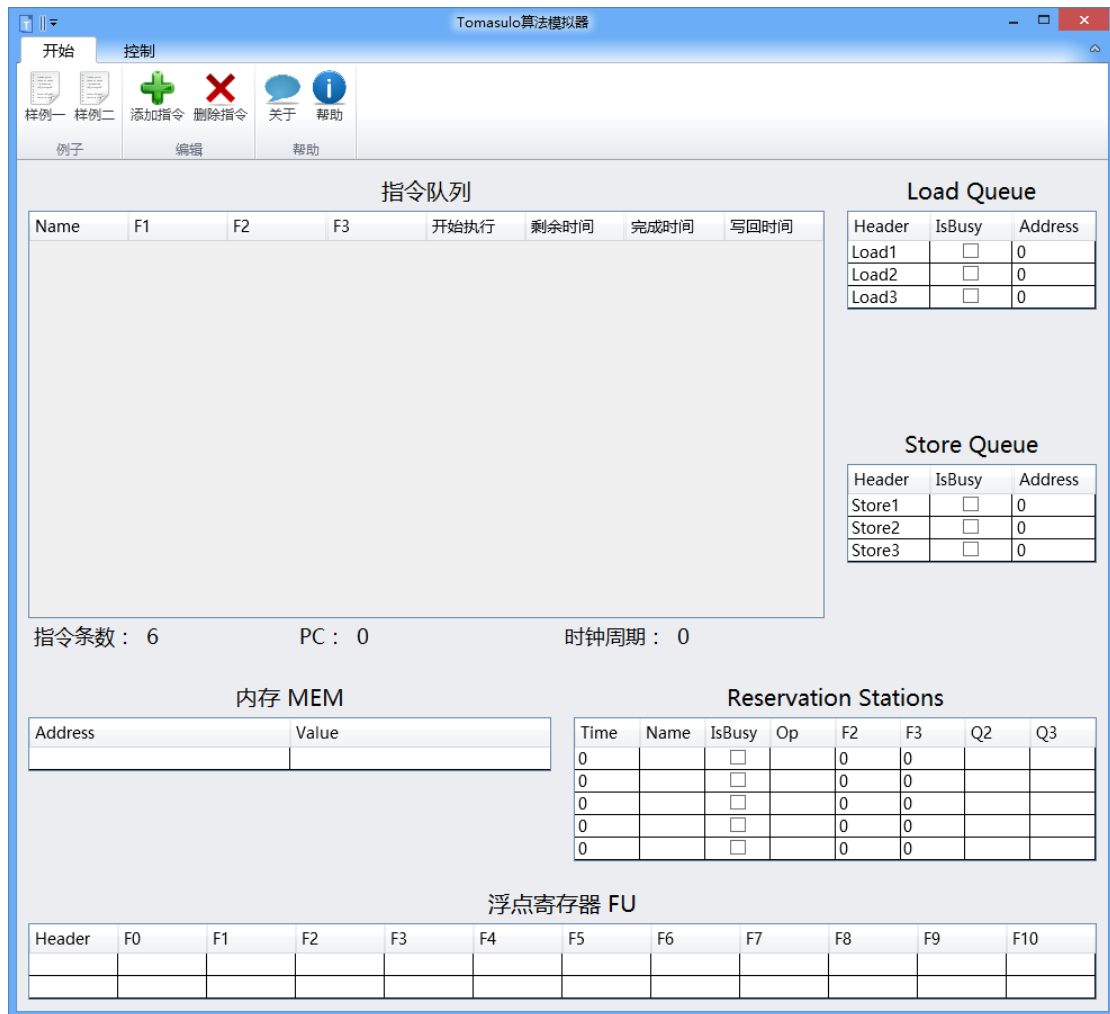 Tomasulo算法模拟器
开始 控制
样例一 样例二 添加指令 删除指令 关于 帮助
例子 编辑 帮助
指令队列
Name F1 F2 F3 开始执行 剩余时间 完成时间 写回时间
Load Queue
Header IsBusy Address
Load1 0
Load2 0
Load3 0
Store Queue
Header IsBusy Address
Store1 0
Store2 0
Store3 0
指令条数： 6 PC： 0 时钟周期： 0
内存 MEM
Address Value
Reservation Stations
Time Name IsBusy Op F2 F3 Q2 Q3
0 0 0
0 0 0
0 0 0
0 0 0
0 0 0
浮点寄存器 FU
Header F0 F1 F2 F3 F4 F5 F6 F7 F8 F9 F10